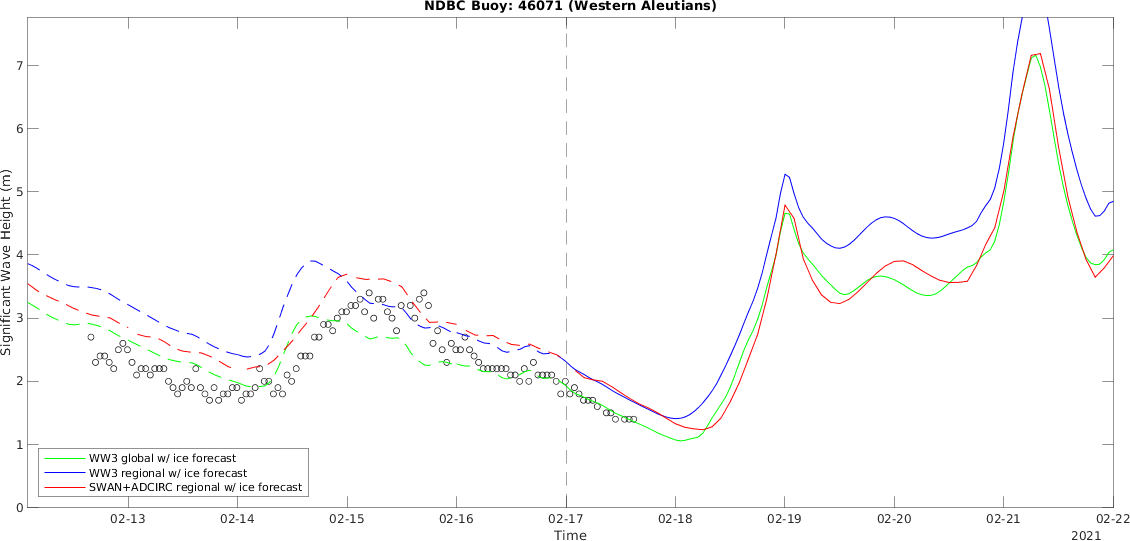 NDBC Buoy: 46071 (Western Aleutians)
Significant Wave Height (m)
7
6
5
4
3
2
1
0
WW3 global w/ ice forecast
WW3 regional w/ ice forecast
SWAN+ADCIRC regional w/ ice forecast
02-13 02-14 02-15 02-16 02-17 02-18 02-19 02-20 02-21 02-22
Time
2021